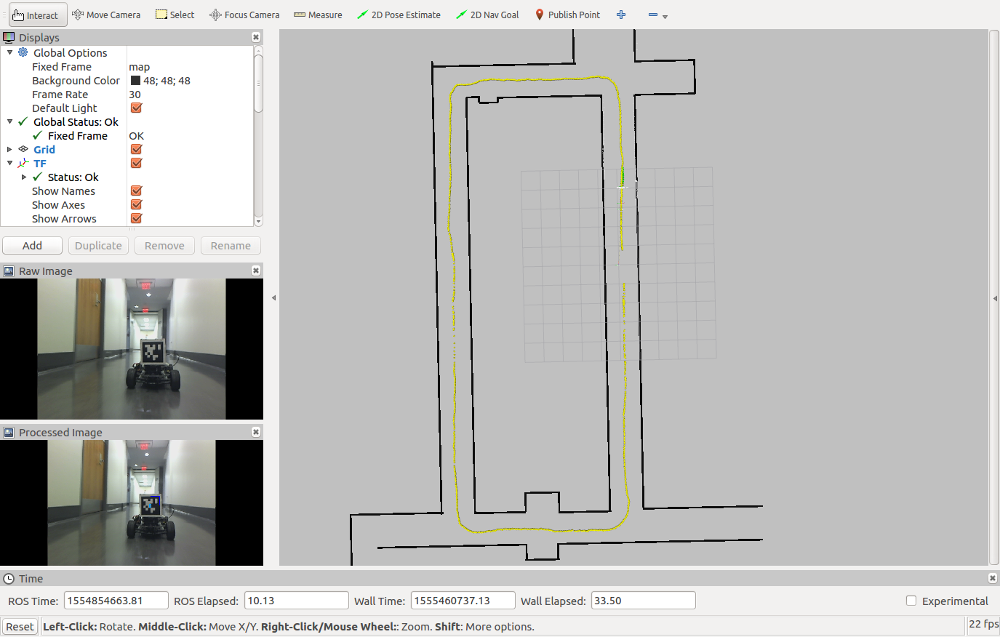 Interact Move Camera Select Focus Camera Measure 2D Pose Estimate 2D Nav Goal Publish Point
Displays
Global Options
Fixed Frame map
Background Color 48; 48; 48
Frame Rate 30
Default Light
Global Status: Ok
Fixed Frame OK
Grid
TF
Status: Ok
Show Names
Show Axes
Show Arrows
Add Duplicate Remove Rename
Raw Image
Processed Image
Time
ROS Time: 1554854663.81 ROS Elapsed: 10.13 Wall Time: 1555460737.13 Wall Elapsed: 33.50 Experimental
Reset Left-Click: Rotate. Middle-Click: Move X/Y. Right-Click/Mouse Wheel:: Zoom. Shift: More options. 22 fps